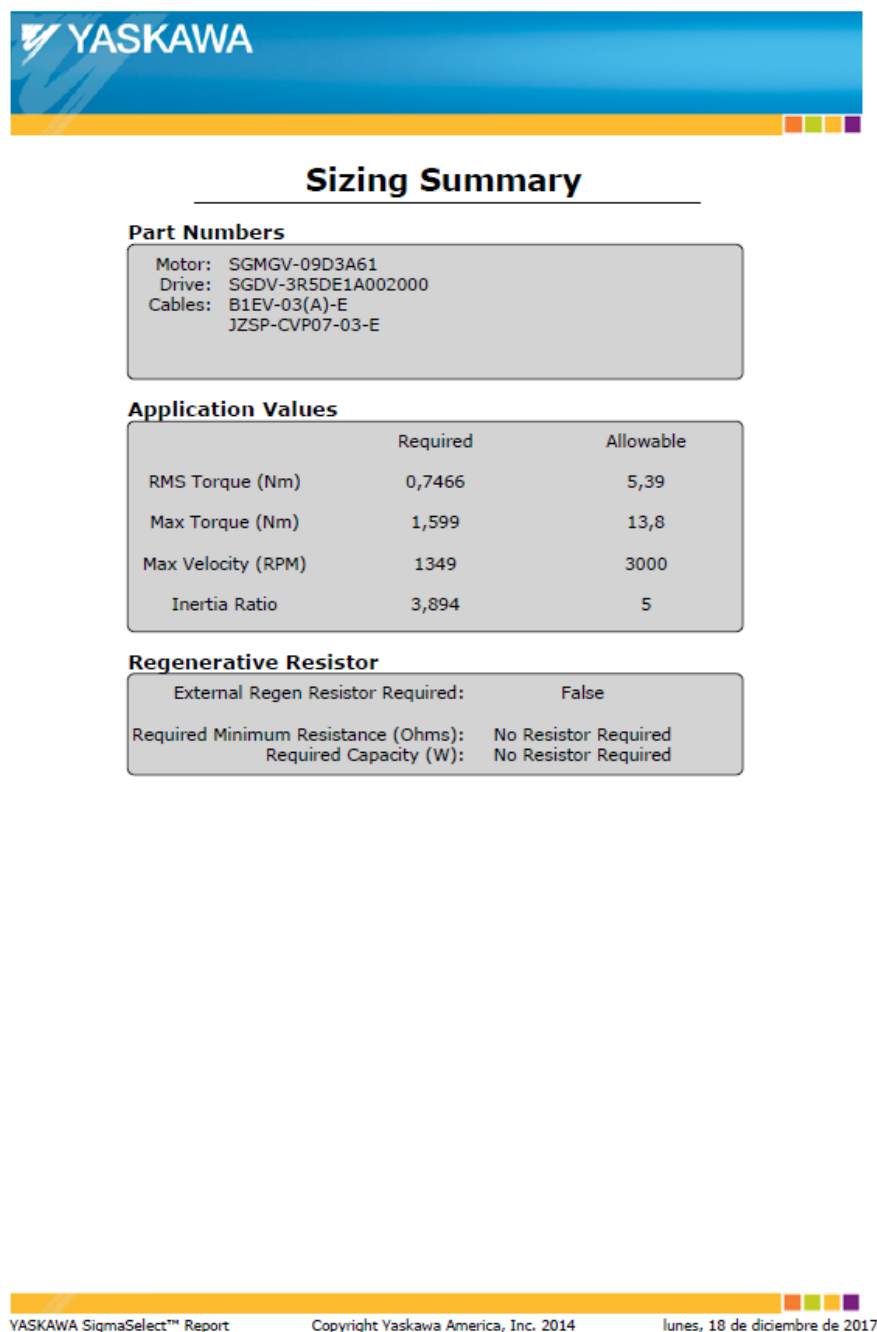 YASKAWA
Sizing Summary
Part Numbers
Motor: SGMGV-09D3A61
Drive: SGDV-3R5DE1A002000
Cables: B1EV-03(A)-E
JZSP-CVP07-03-E
Application Values
Required Allowable
RMS Torque (Nm) 0,7466 5,39
Max Torque (Nm) 1,599 13,8
Max Velocity (RPM) 1349 3000
Inertia Ratio 3,894 5
Regenerative Resistor
External Regen Resistor Required: False
Required Minimum Resistance (Ohms): No Resistor Required
Required Capacity (W): No Resistor Required
YASKAWA SigmaSelect™ Report Copyright Yaskawa America, Inc. 2014 lunes, 18 de diciembre de 2017